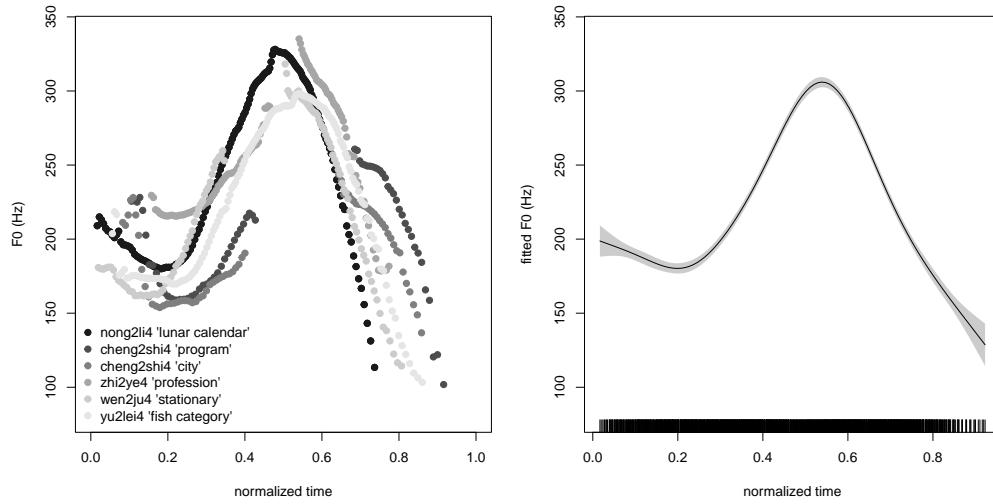 350
300
250
200
150
100
F0 (Hz)
nong2li4 'lunar calendar'
cheng2shi4 'program'
cheng2shi4 'city'
zhi2ye4 'profession'
wen2ju4 'stationary'
yu2lei4 'fish category'
0.0 0.2 0.4 0.6 0.8 1.0
normalized time
350
300
250
200
150
100
fitted F0 (Hz)
0.0 0.2 0.4 0.6 0.8
normalized time